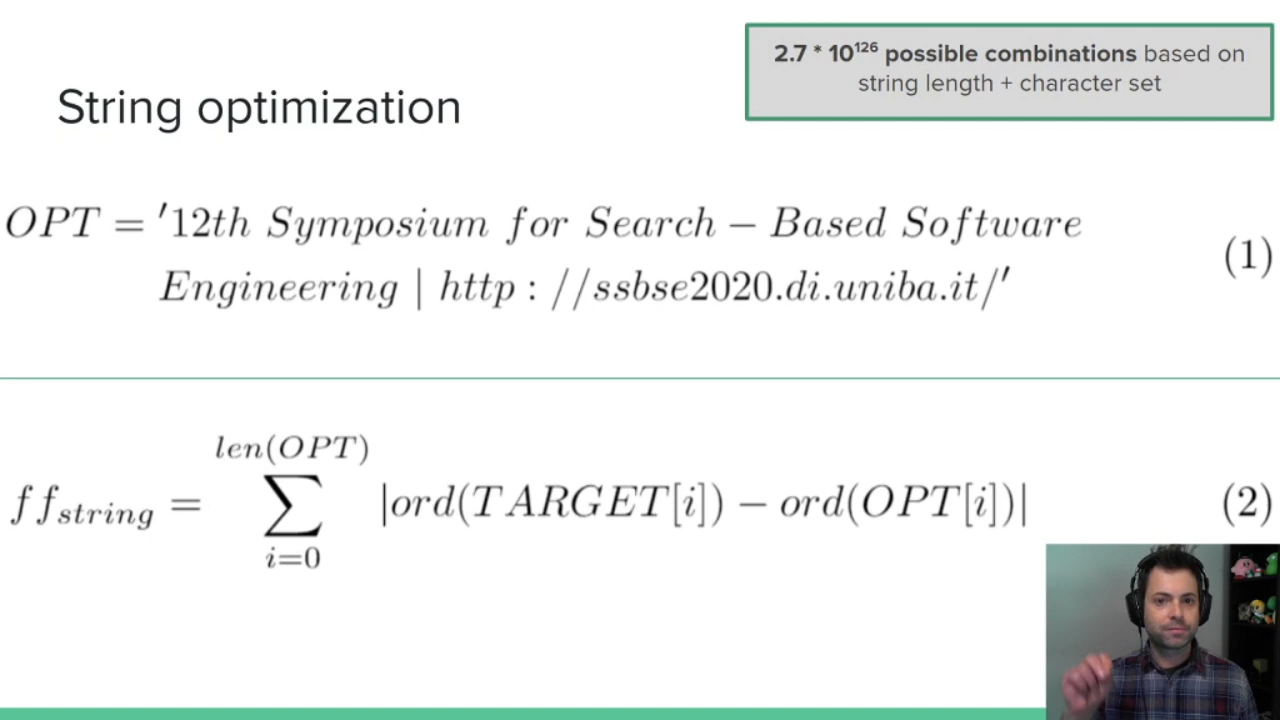 2.7 * 10¹²⁶ possible combinations based on
string length + character set
String optimization
OPT = ′12th Symposium for Search − Based Software
Engineering | http : //ssbse2020.di.uniba.it/′
(1)
len(OPT)
ff_string = ∑ |ord(TARGET[i]) − ord(OPT[i])| (2)
i=0